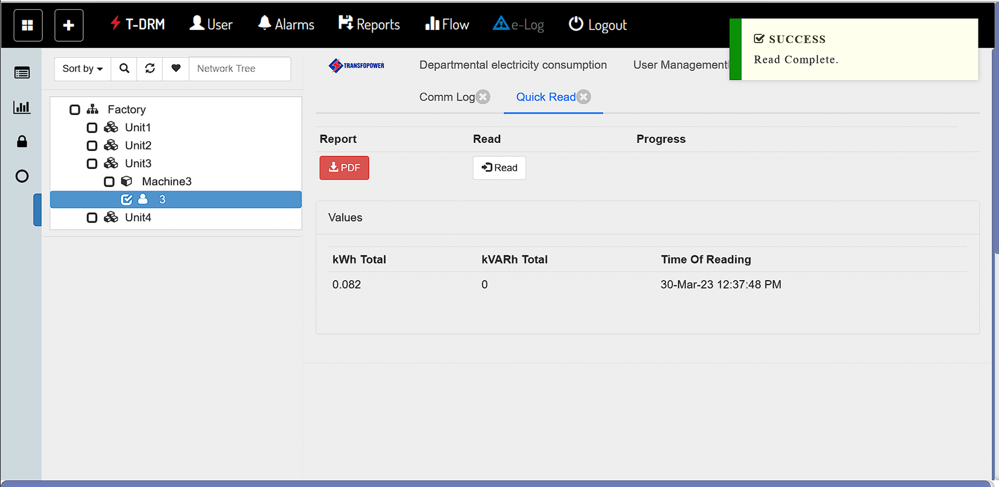 T-DRM User Alarms Reports Flow e-Log Logout
SUCCESS
Read Complete.
Sort by Network Tree
TRANSFOPOWER Departmental electricity consumption User Management
Comm Log Quick Read
Factory
Unit1
Unit2
Unit3
Machine3
3
Unit4
Report Read Progress
PDF Read
Values
kWh Total kVARh Total Time Of Reading
0.082 0 30-Mar-23 12:37:48 PM